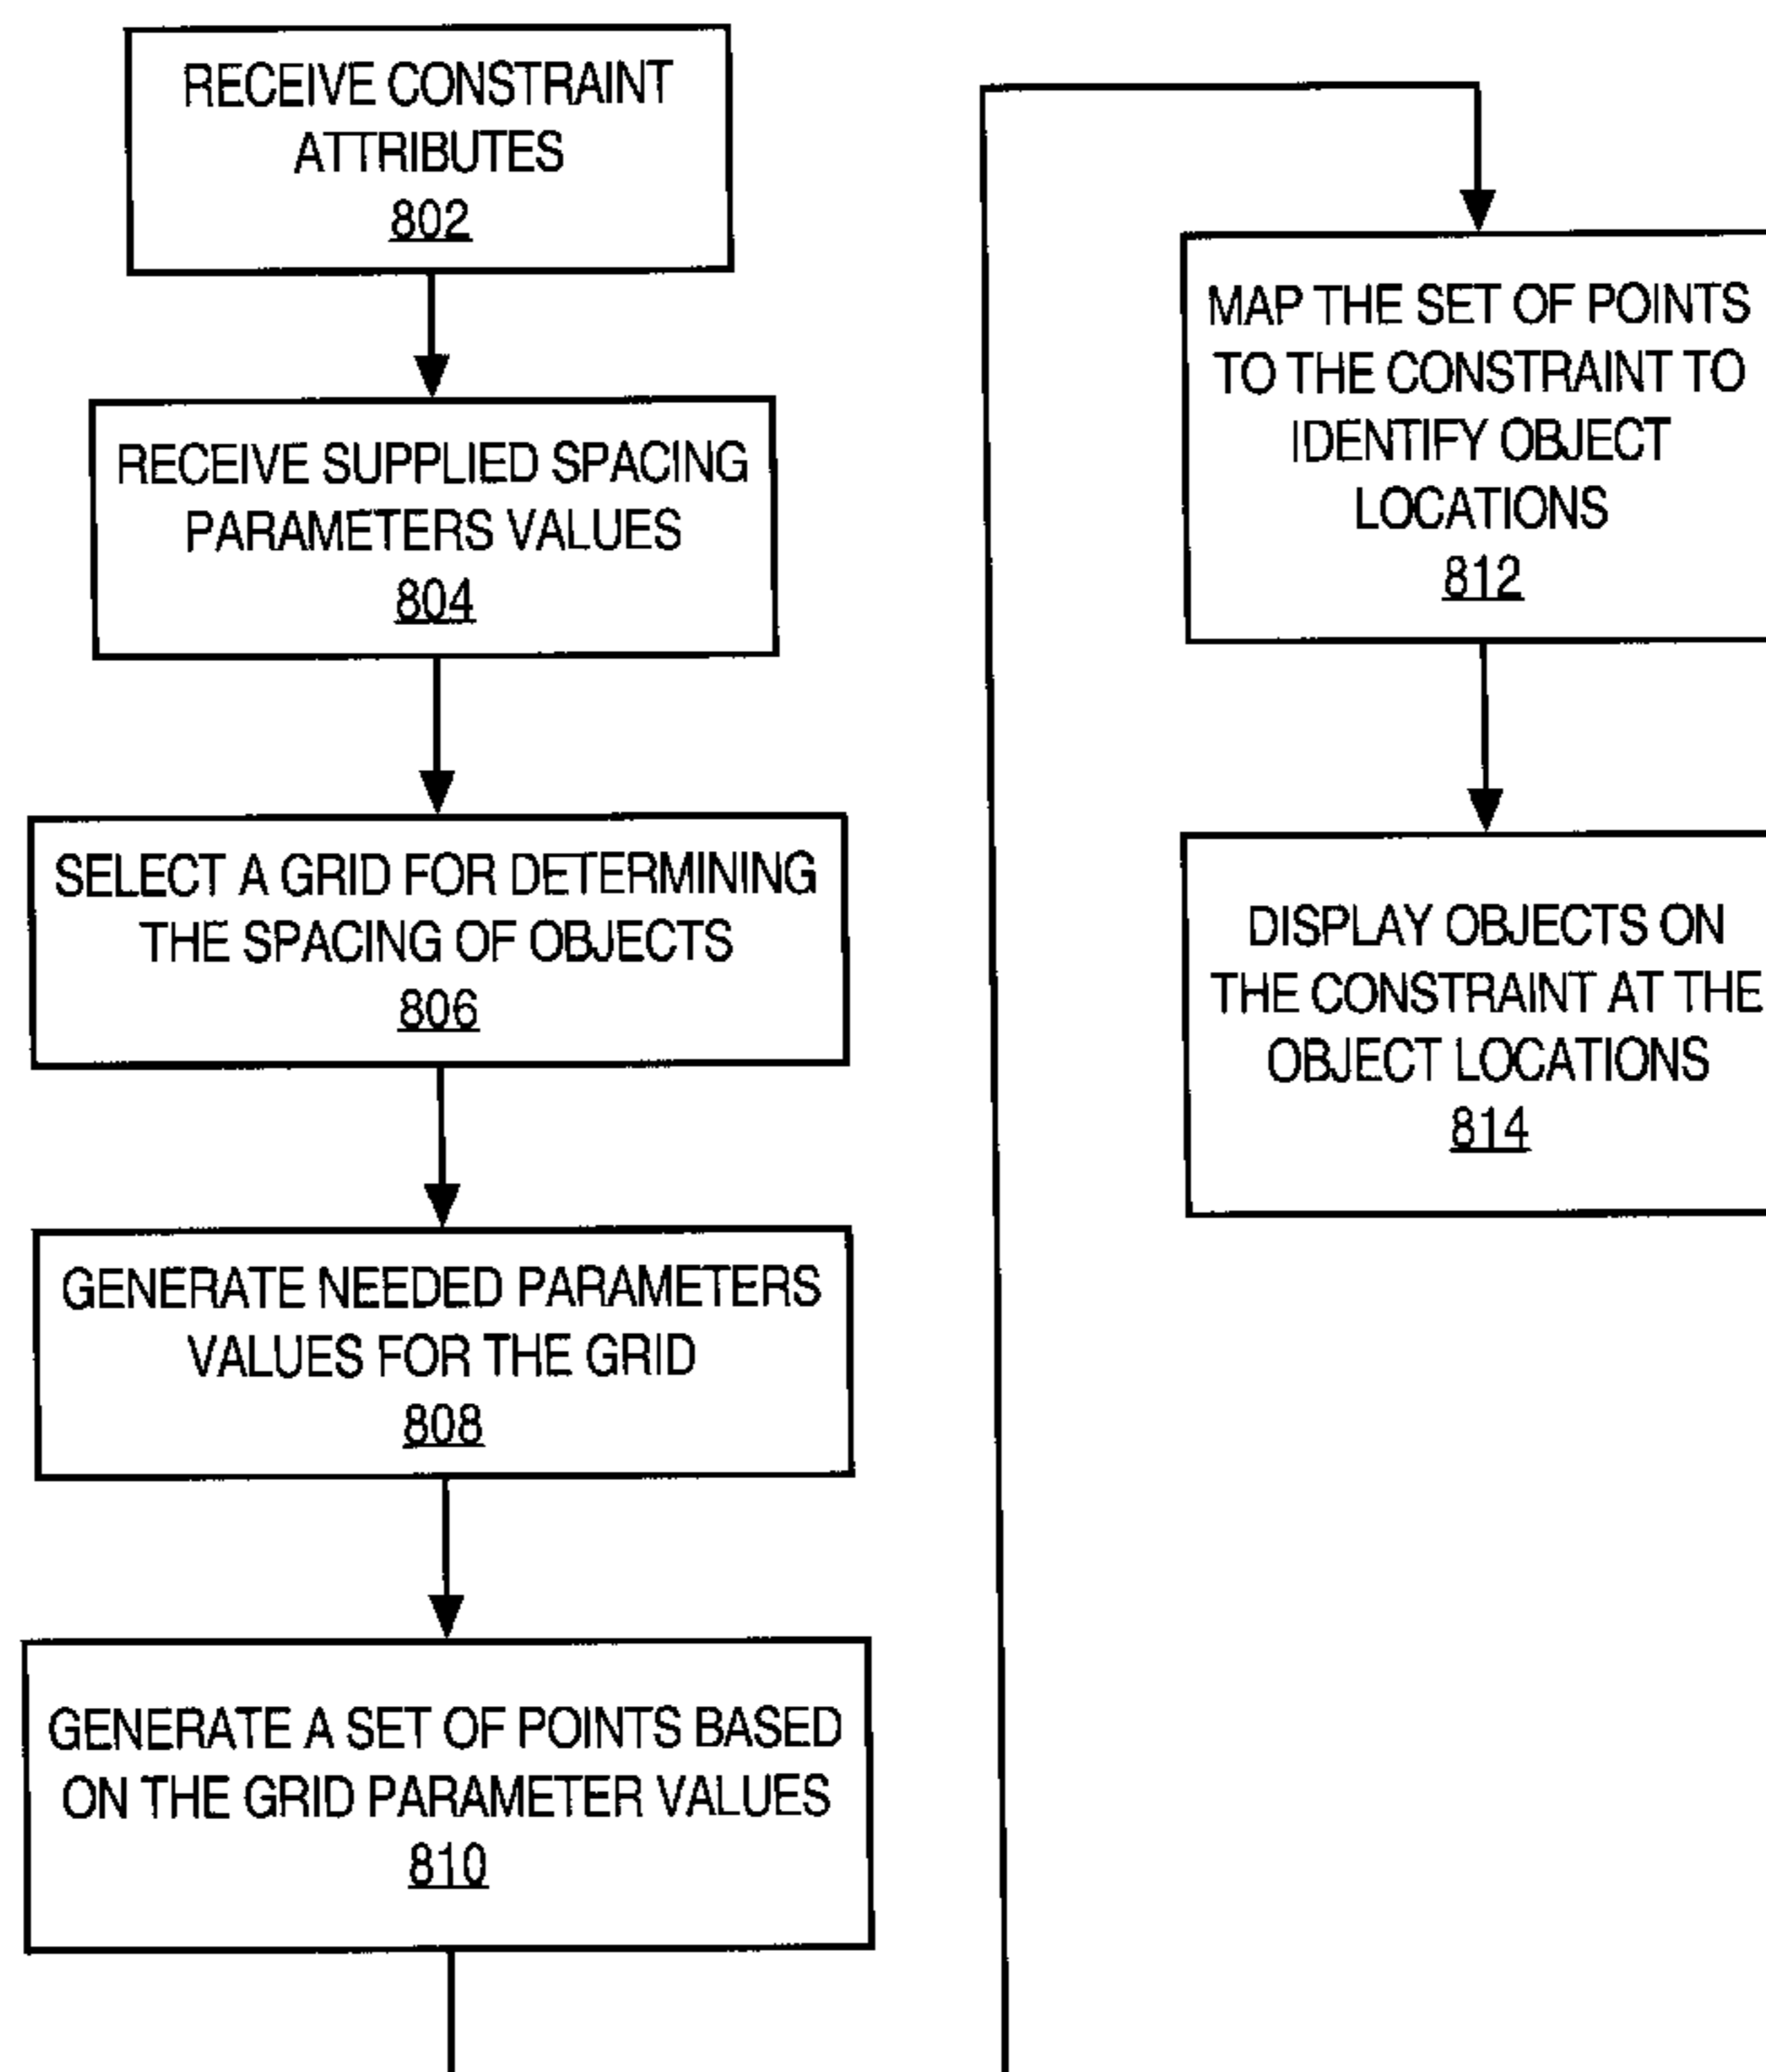 RECEIVE CONSTRAINT
ATTRIBUTES
802
RECEIVE SUPPLIED SPACING
PARAMETERS VALUES
804
SELECT A GRID FOR DETERMINING
THE SPACING OF OBJECTS
806
GENERATE NEEDED PARAMETERS
VALUES FOR THE GRID
808
GENERATE A SET OF POINTS BASED
ON THE GRID PARAMETER VALUES
810
MAP THE SET OF POINTS
TO THE CONSTRAINT TO
IDENTIFY OBJECT
LOCATIONS
812
DISPLAY OBJECTS ON
THE CONSTRAINT AT THE
OBJECT LOCATIONS
814